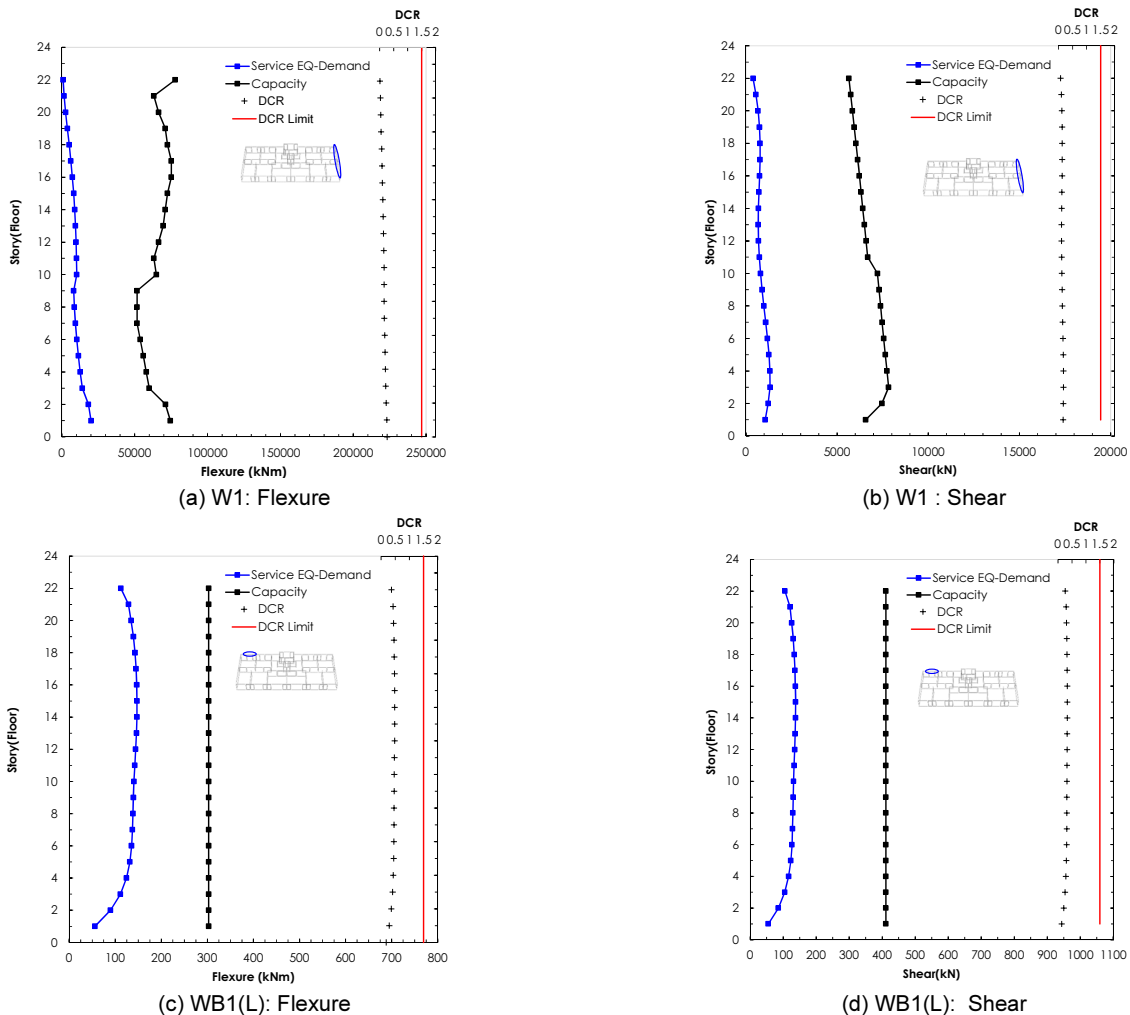 DCR
0 0.5 1 1.5 2
24
22
20
18
16
14
12
10
8
6
4
2
0
Story(Floor)
Service EQ-Demand
Capacity
DCR
DCR Limit
0 50000 100000 150000 200000 250000
Flexure (kNm)
(a) W1: Flexure
DCR
0 0.5 1 1.5 2
24
22
20
18
16
14
12
10
8
6
4
2
0
Story(Floor)
Service EQ-Demand
Capacity
DCR
DCR Limit
0 5000 10000 15000 20000
Shear(kN)
(b) W1 : Shear
DCR
0 0.5 1 1.5 2
24
22
20
18
16
14
12
10
8
6
4
2
0
Story(Floor)
Service EQ-Demand
Capacity
DCR
DCR Limit
0 100 200 300 400 500 600 700 800
Flexure (kNm)
(c) WB1(L): Flexure
DCR
0 0.5 1 1.5 2
24
22
20
18
16
14
12
10
8
6
4
2
0
Story(Floor)
Service EQ-Demand
Capacity
DCR
DCR Limit
0 100 200 300 400 500 600 700 800 900 1000 1100
Shear(kN)
(d) WB1(L): Shear